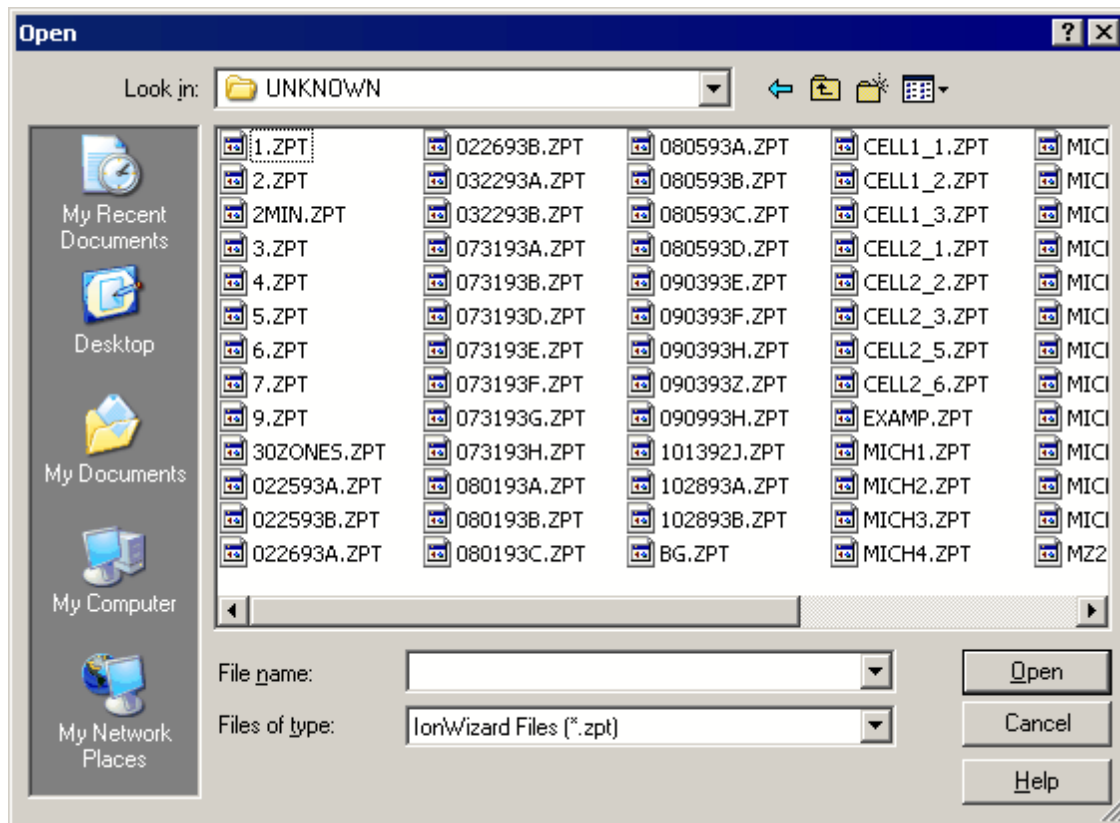 Open
Look in: UNKNOWN
My Recent
Documents
Desktop
My Documents
My Computer
My Network
Places
1.ZPT
2.ZPT
2MIN.ZPT
3.ZPT
4.ZPT
5.ZPT
6.ZPT
7.ZPT
9.ZPT
30ZONES.ZPT
022593A.ZPT
022593B.ZPT
022693A.ZPT
022693B.ZPT
032293A.ZPT
032293B.ZPT
073193A.ZPT
073193B.ZPT
073193D.ZPT
073193E.ZPT
073193F.ZPT
073193G.ZPT
073193H.ZPT
080193A.ZPT
080193B.ZPT
080193C.ZPT
080593A.ZPT
080593B.ZPT
080593C.ZPT
080593D.ZPT
090393E.ZPT
090393F.ZPT
090393H.ZPT
090393Z.ZPT
090993H.ZPT
101392J.ZPT
102893A.ZPT
102893B.ZPT
BG.ZPT
CELL1_1.ZPT
CELL1_2.ZPT
CELL1_3.ZPT
CELL2_1.ZPT
CELL2_2.ZPT
CELL2_3.ZPT
CELL2_5.ZPT
CELL2_6.ZPT
EXAMP.ZPT
MICH1.ZPT
MICH2.ZPT
MICH3.ZPT
MICH4.ZPT
MZ2
File name:
Open
Files of type: IonWizard Files (*.zpt)
Cancel
Help